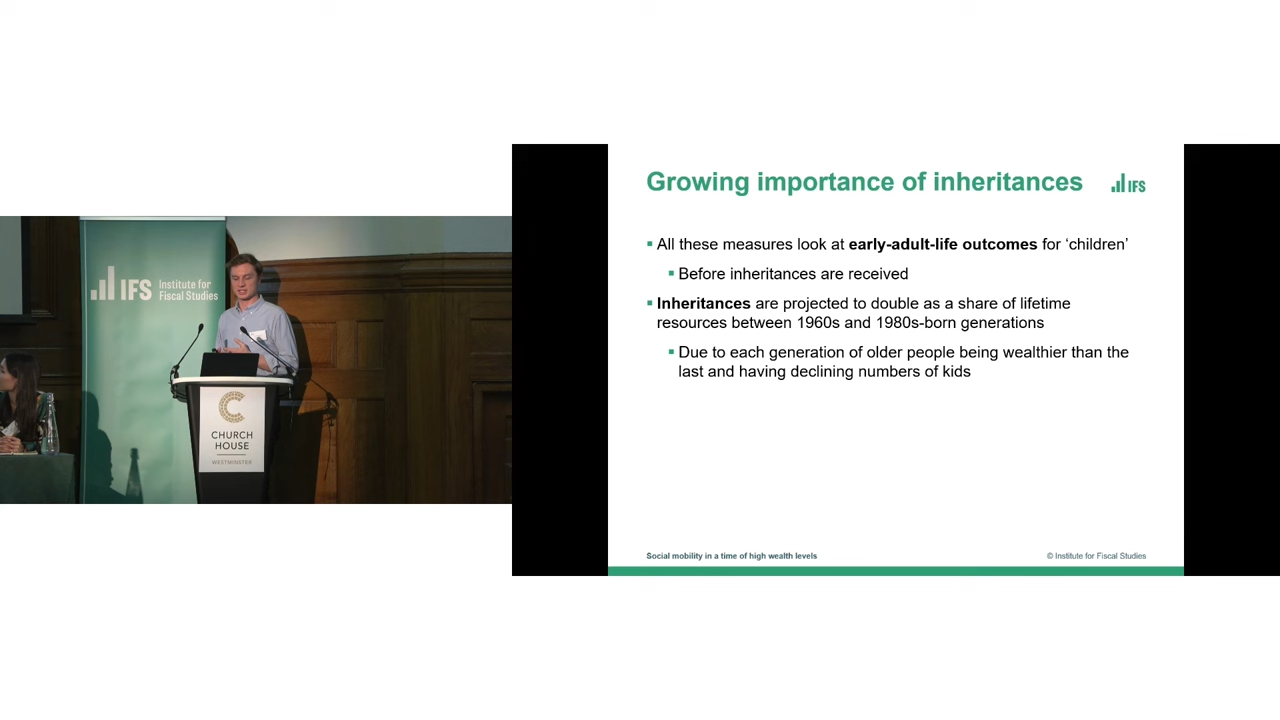 IFS Institute for
Fiscal Studies
CHURCH
HOUSE
WESTMINSTER
Growing importance of inheritances
IFS
▪ All these measures look at early-adult-life outcomes for ‘children’
▪ Before inheritances are received
▪ Inheritances are projected to double as a share of lifetime
resources between 1960s and 1980s-born generations
▪ Due to each generation of older people being wealthier than the
last and having declining numbers of kids
Social mobility in a time of high wealth levels
© Institute for Fiscal Studies